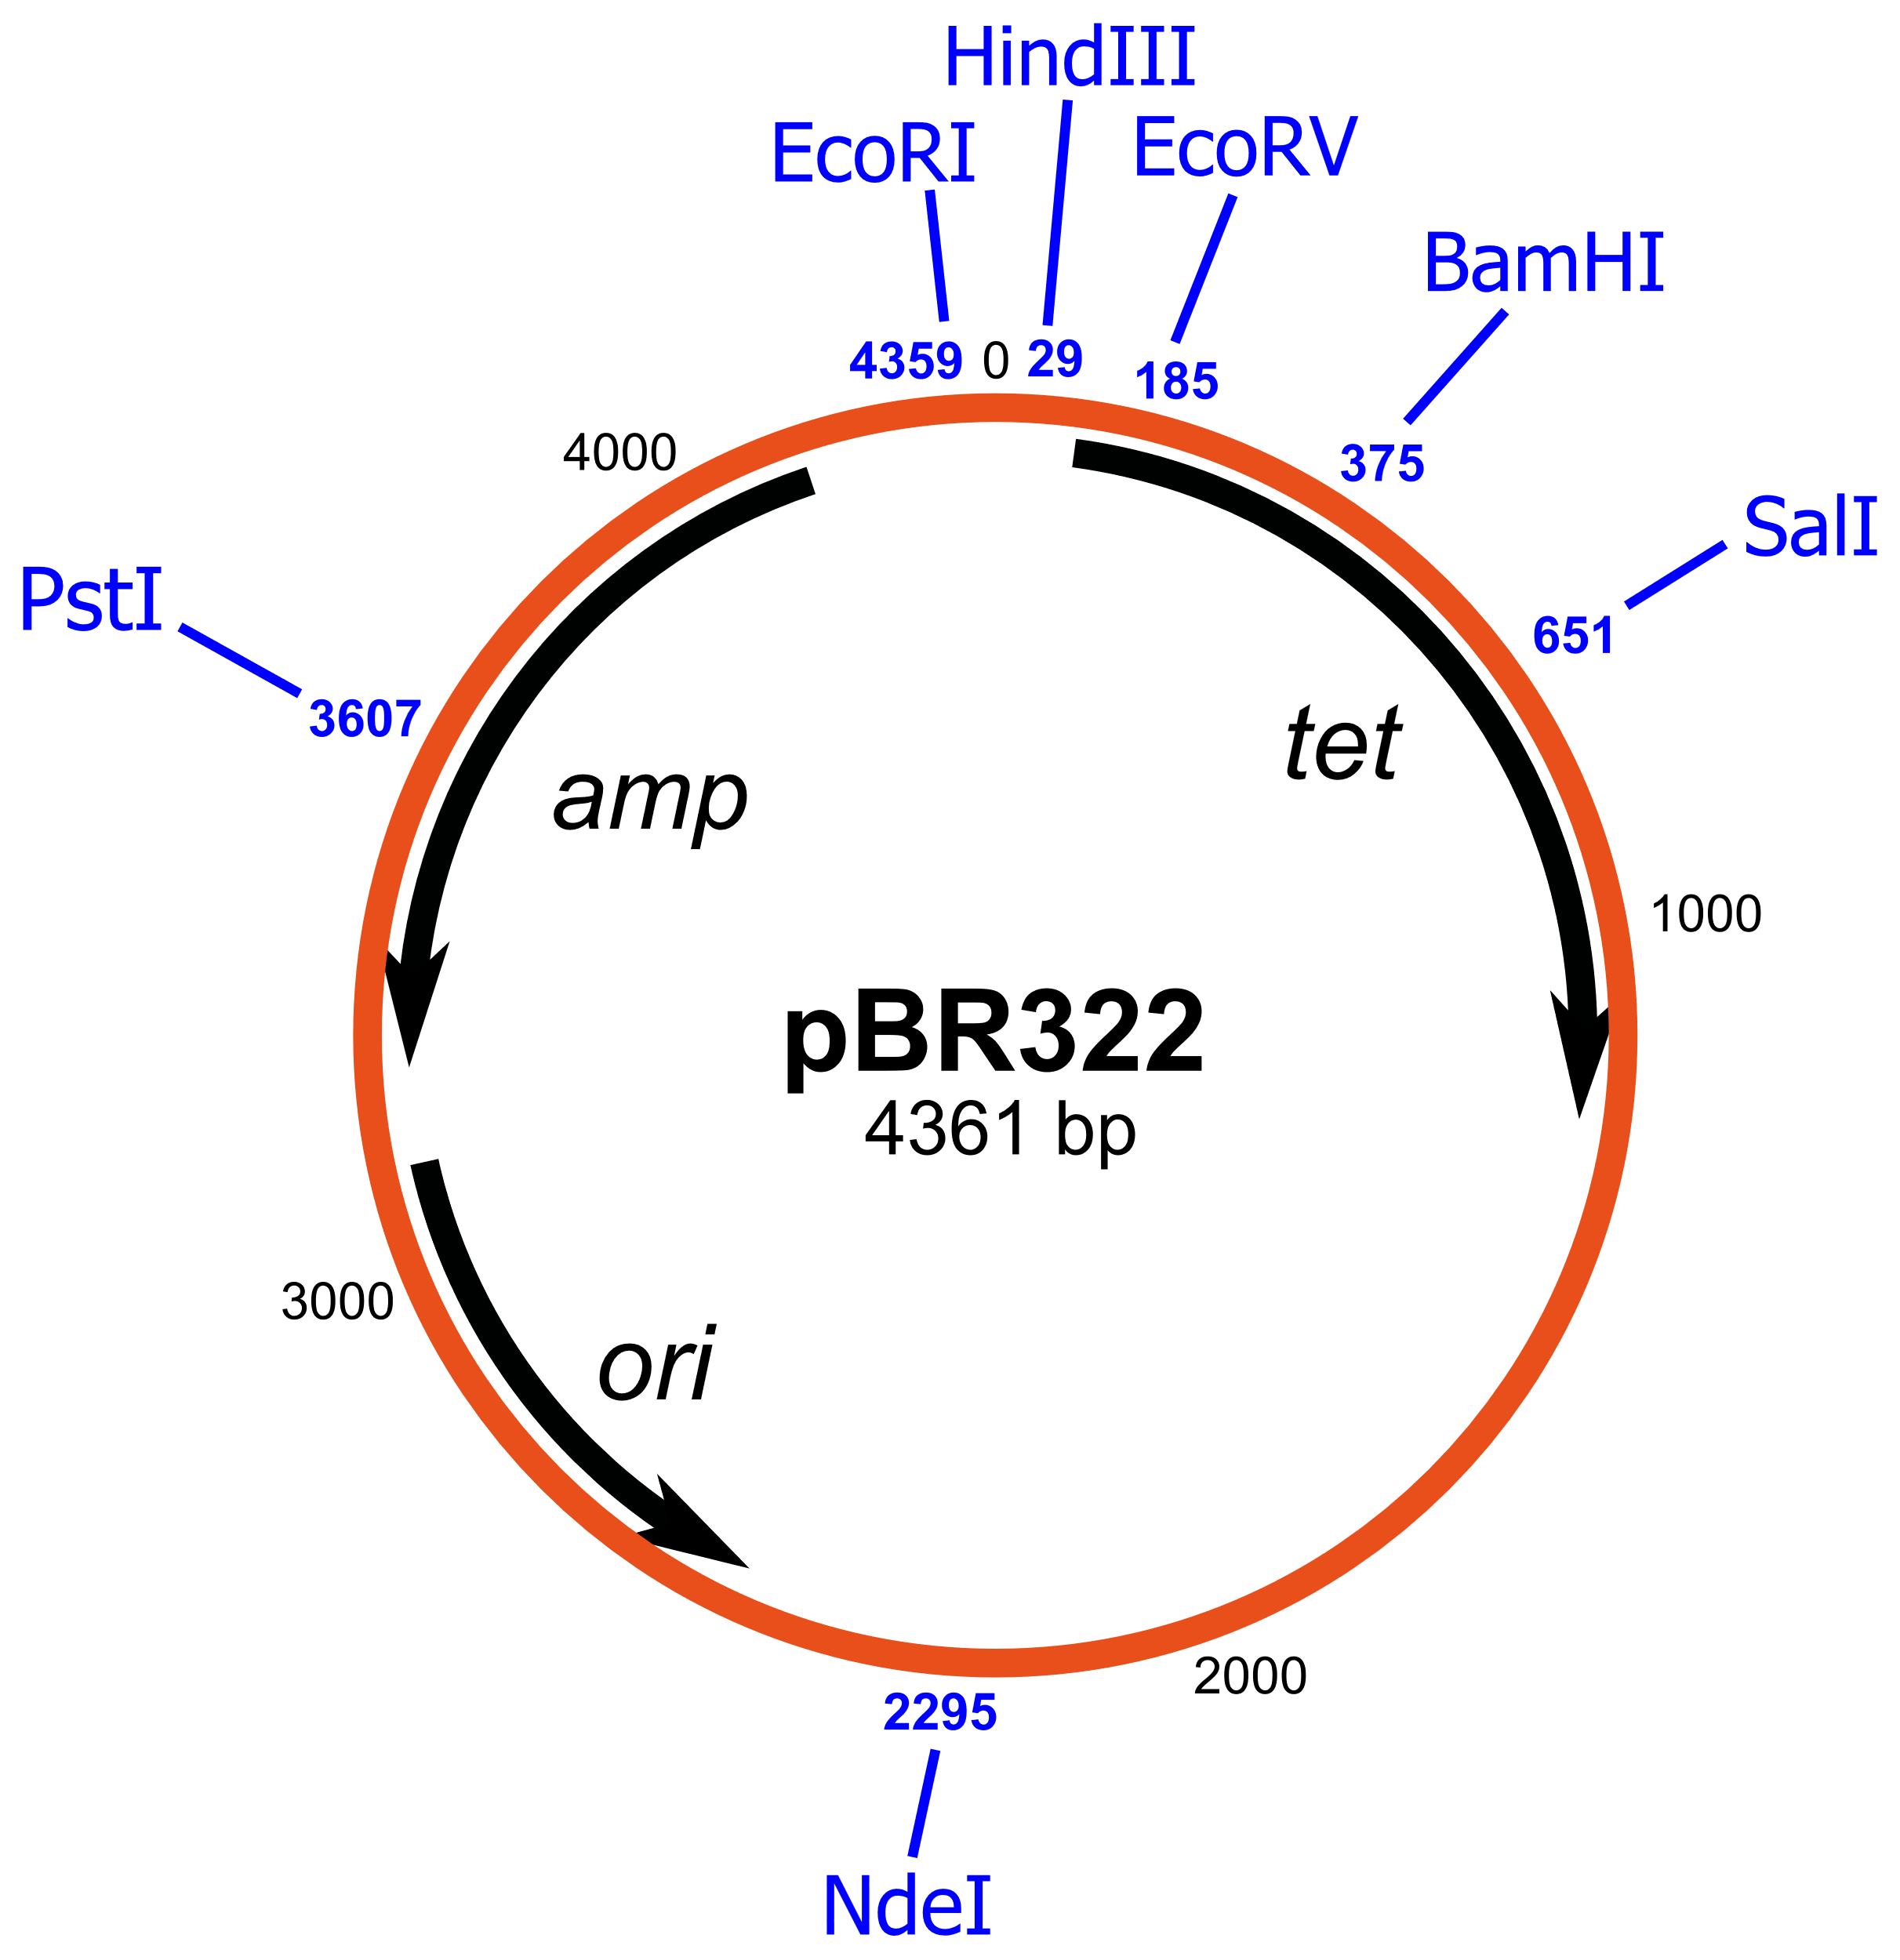 HindIII
EcoRI
EcoRV
BamHI
4359
0
29
185
4000
375
SalI
PstI
651
3607
tet
amp
1000
pBR322
4361 bp
3000
ori
2000
2295
NdeI